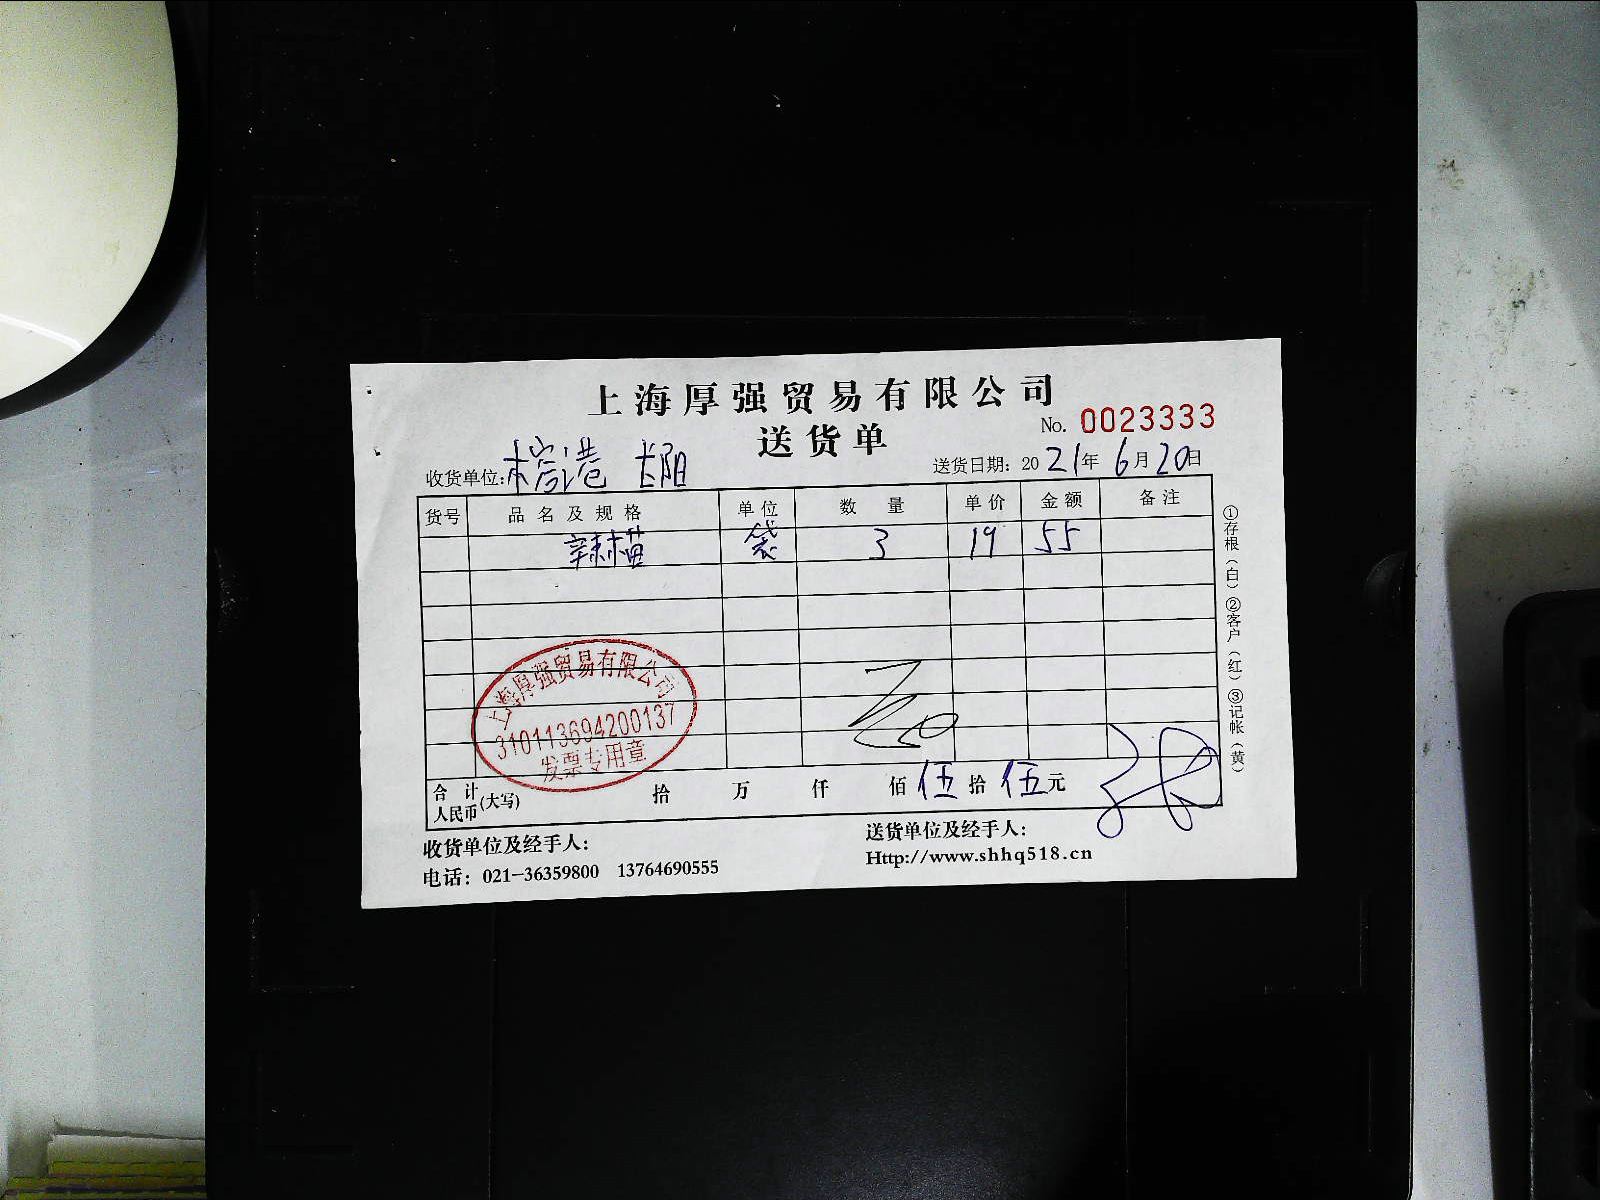 上海厚强贸易有限公司
送货单
No. 0023333
收货单位: 港 长阳
送货日期: 2021年6月20日
货号 品名及规格 单位 数量 单价 金额 备注
袋 3 19 55
上海厚强贸易有限公司
310113694200137
发票专用章
合计人民币(大写) 拾 万 仟 佰 伍 拾 伍 元
①存根(白) ②客户(红) ③记帐(黄)
收货单位及经手人: 送货单位及经手人:
电话: 021-36359800 13764690555 Http://www.shhq518.cn